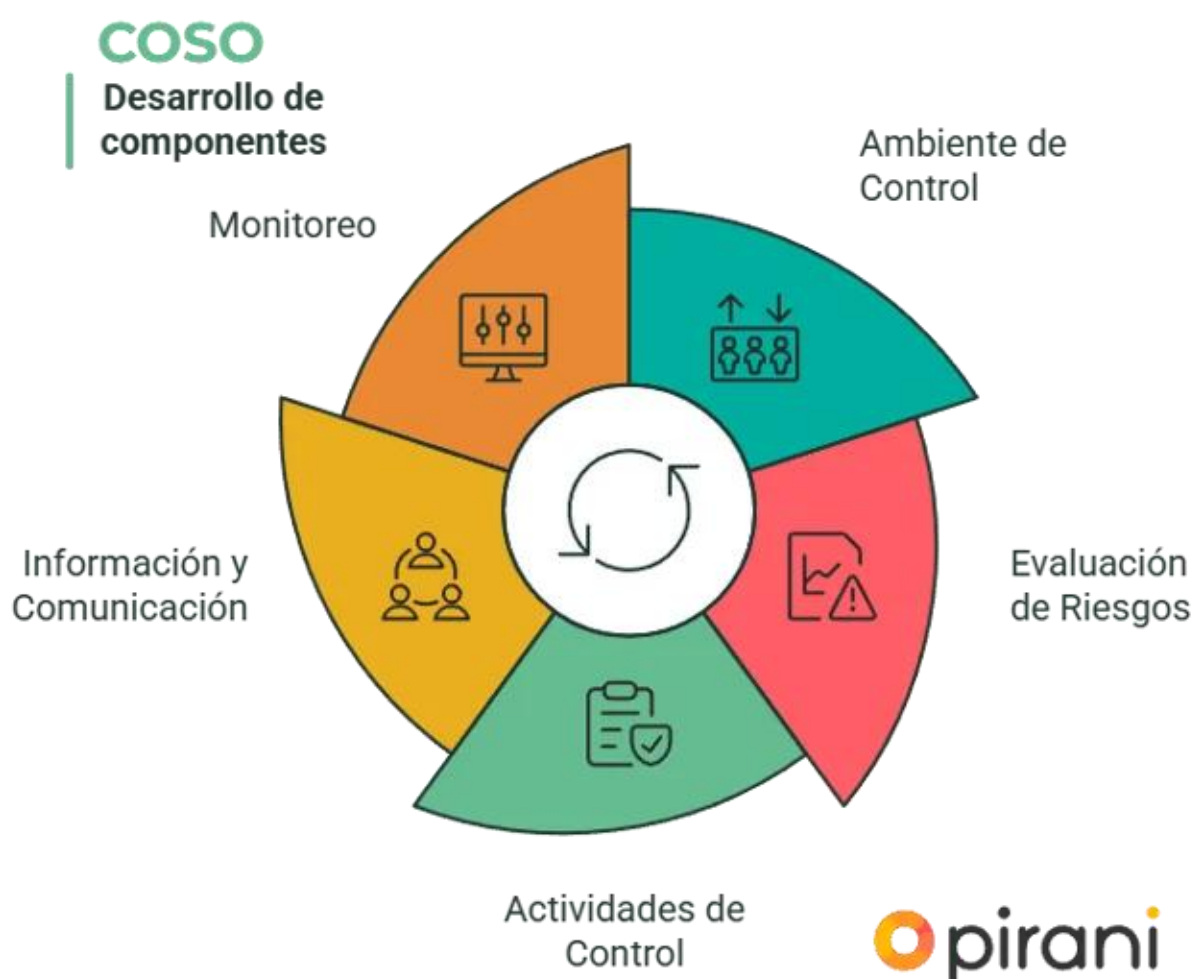 COSO
Desarrollo de
componentes
Ambiente de
Control
Monitoreo
Evaluación
de Riesgos
Información y
Comunicación
Actividades de
Control
pirani